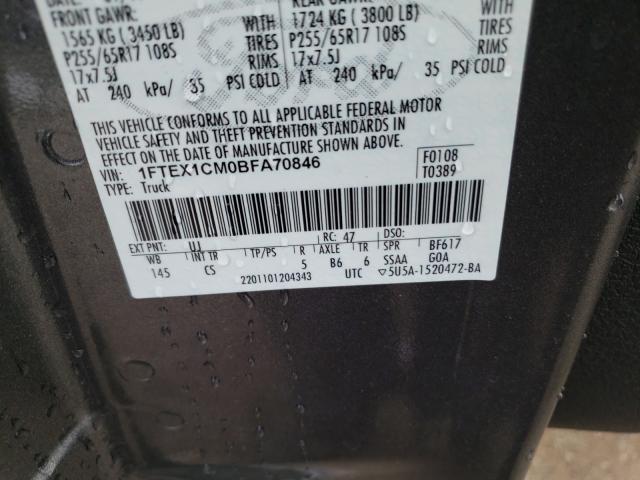 FRONT GAWR:
1565 KG ( 3450 LB)
P255/65R17 108S
17x7.5J
AT 240 kPa/ 35 PSI COLD
WITH
TIRES
RIMS
REAR GAWR:
1724 KG ( 3800 LB)
P255/65R17 108S
17x7.5J
AT 240 kPa/ 35 PSI COLD
WITH
TIRES
RIMS
THIS VEHICLE CONFORMS TO ALL APPLICABLE FEDERAL MOTOR
VEHICLE SAFETY AND THEFT PREVENTION STANDARDS IN
EFFECT ON THE DATE OF MANUFACTURE SHOWN ABOVE.
VIN: 1FTEX1CM0BFA70846
TYPE: Truck
F0108
T0389
EXT PNT: UJ RC: 47 DSO:
WB INT TR TP/PS R AXLE TR SPR BF617
145 CS 5 B6 6 SSAA G0A
2201101204343 UTC ▽5U5A-1520472-BA